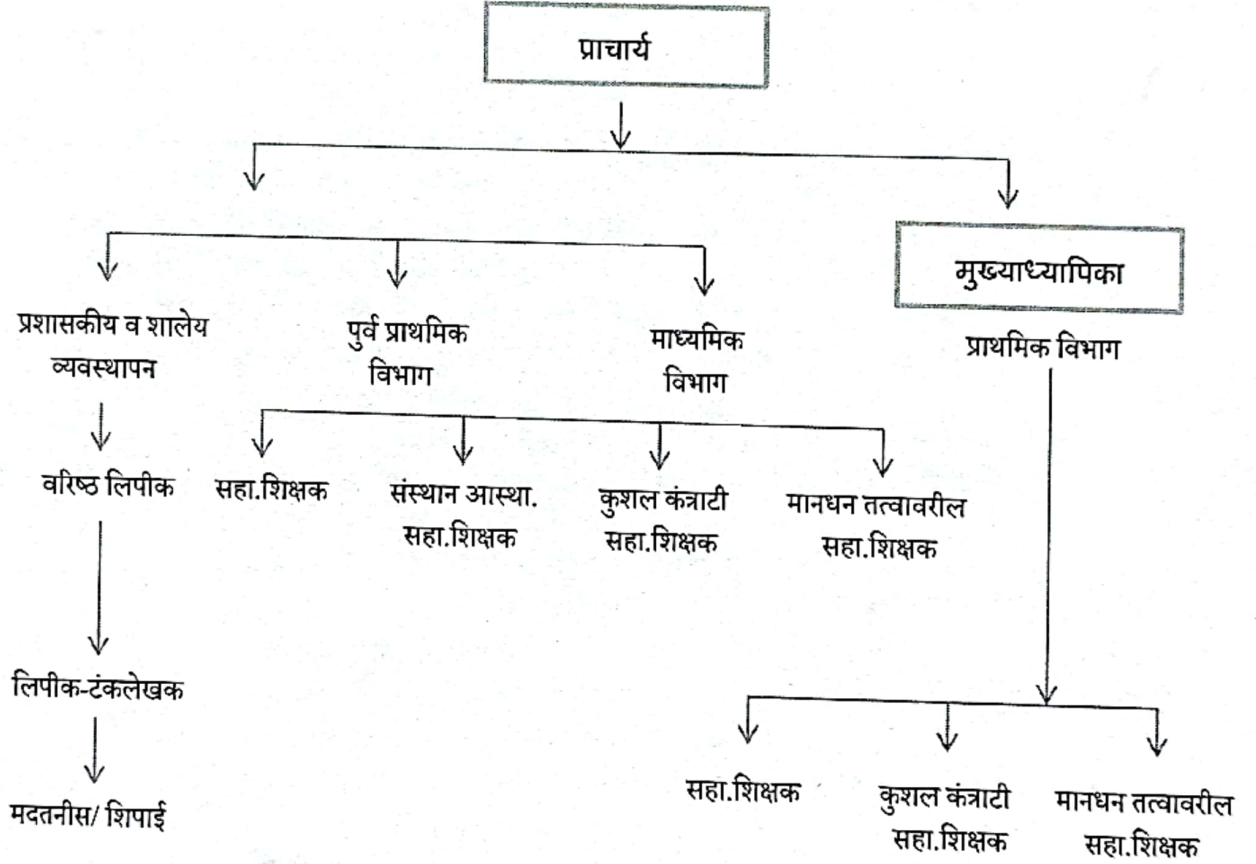 प्राचार्य
मुख्याध्यापिका
प्रशासकीय व शालेय
व्यवस्थापन
पुर्व प्राथमिक
विभाग
माध्यमिक
विभाग
प्राथमिक विभाग
वरिष्ठ लिपीक
सहा.शिक्षक
संस्थान आस्था.
सहा.शिक्षक
कुशल कंत्राटी
सहा.शिक्षक
मानधन तत्वावरील
सहा.शिक्षक
लिपीक-टंकलेखक
मदतनीस/ शिपाई
सहा.शिक्षक
कुशल कंत्राटी
सहा.शिक्षक
मानधन तत्वावरील
सहा.शिक्षक